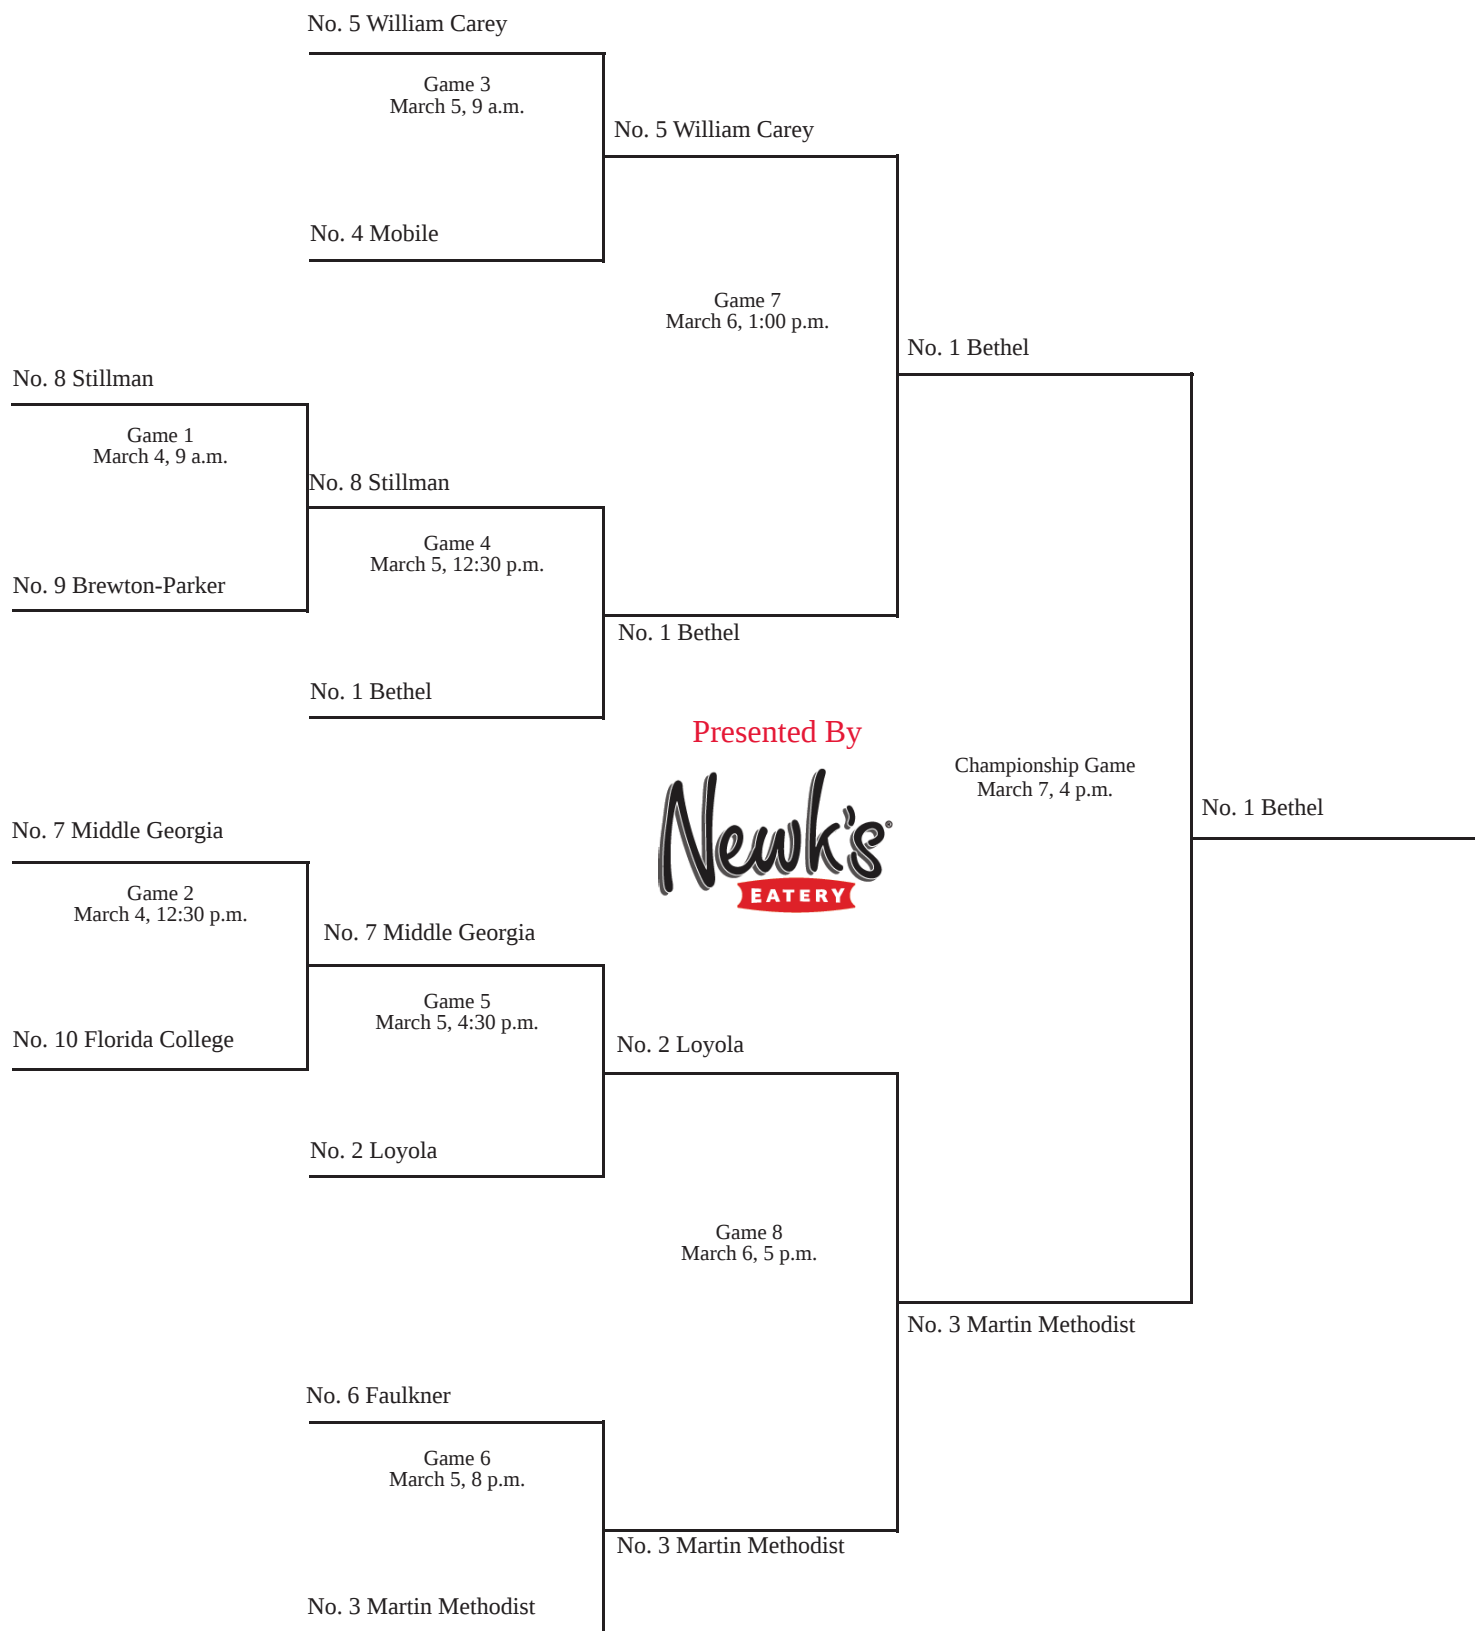 No. 5 William Carey
Game 3
March 5, 9 a.m.
No. 5 William Carey
No. 4 Mobile
Game 7
March 6, 1:00 p.m.
No. 1 Bethel
No. 8 Stillman
Game 1
March 4, 9 a.m.
No. 8 Stillman
Game 4
March 5, 12:30 p.m.
No. 9 Brewton-Parker
No. 1 Bethel
No. 1 Bethel
Presented By
Newk's®
EATERY
Championship Game
March 7, 4 p.m.
No. 1 Bethel
No. 7 Middle Georgia
Game 2
March 4, 12:30 p.m.
No. 7 Middle Georgia
Game 5
March 5, 4:30 p.m.
No. 10 Florida College
No. 2 Loyola
No. 2 Loyola
Game 8
March 6, 5 p.m.
No. 3 Martin Methodist
No. 6 Faulkner
Game 6
March 5, 8 p.m.
No. 3 Martin Methodist
No. 3 Martin Methodist